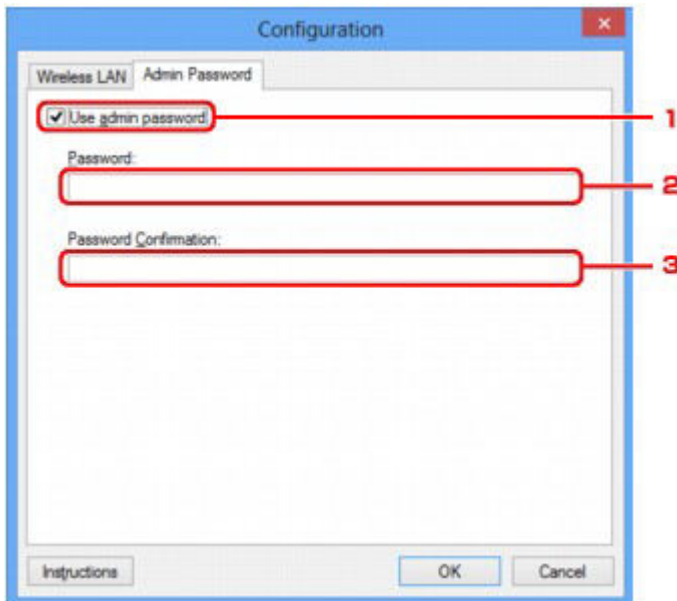 Configuration
Wireless LAN Admin Password
Use admin password 1
Password:
2
Password Confirmation:
3
Instructions OK Cancel